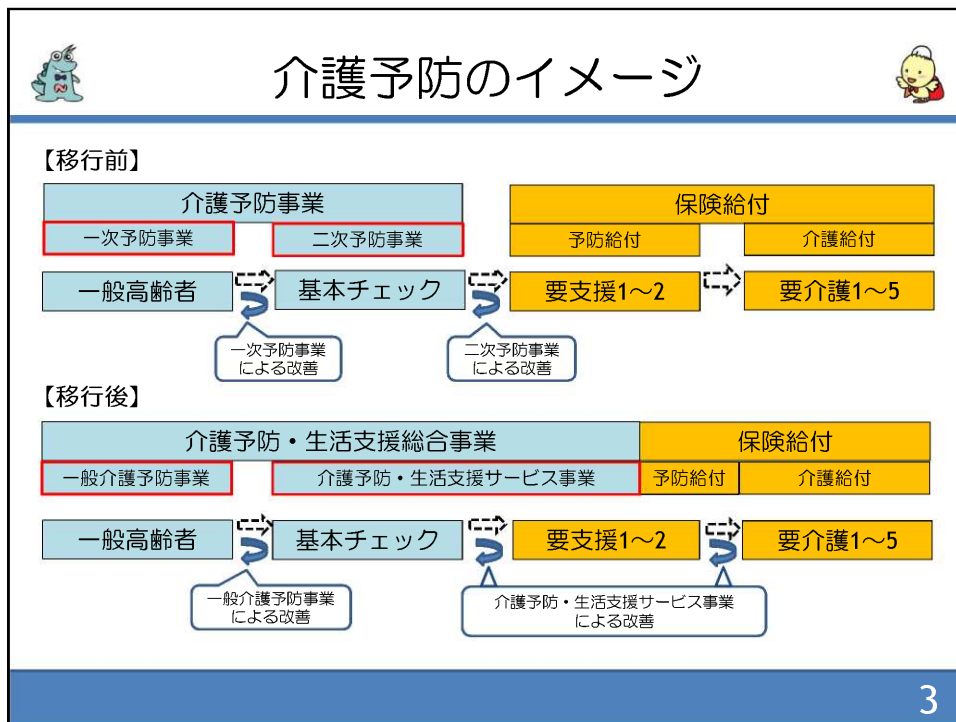 介護予防のイメージ
【移行前】
介護予防事業
保険給付
一次予防事業
二次予防事業
予防給付
介護給付
一般高齢者
基本チェック
要支援1～2
要介護1～5
一次予防事業
による改善
二次予防事業
による改善
【移行後】
介護予防・生活支援総合事業
保険給付
一般介護予防事業
介護予防・生活支援サービス事業
予防給付
介護給付
一般高齢者
基本チェック
要支援1～2
要介護1～5
一般介護予防事業
による改善
介護予防・生活支援サービス事業
による改善
3